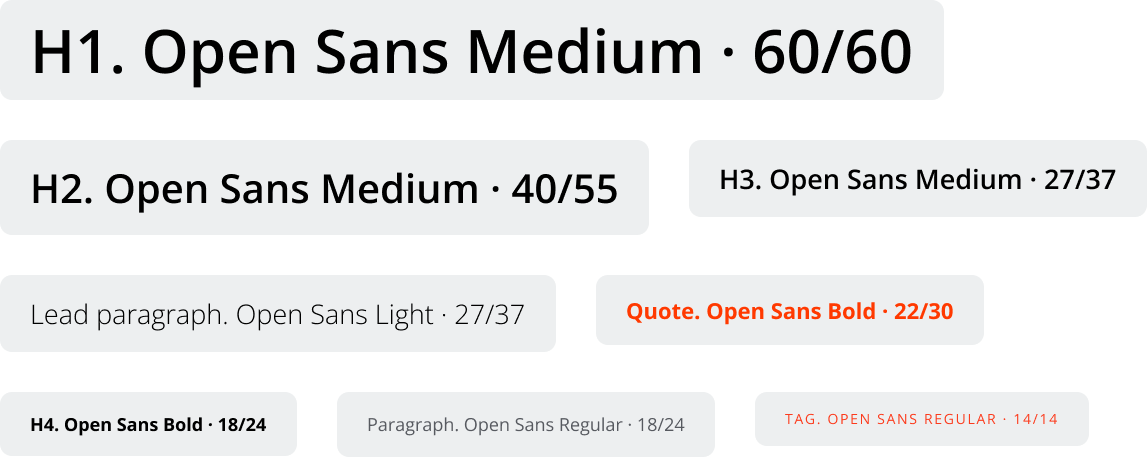 H1. Open Sans Medium · 60/60
H2. Open Sans Medium · 40/55
H3. Open Sans Medium · 27/37
Lead paragraph. Open Sans Light · 27/37
Quote. Open Sans Bold · 22/30
H4. Open Sans Bold · 18/24
Paragraph. Open Sans Regular · 18/24
TAG. OPEN SANS REGULAR · 14/14